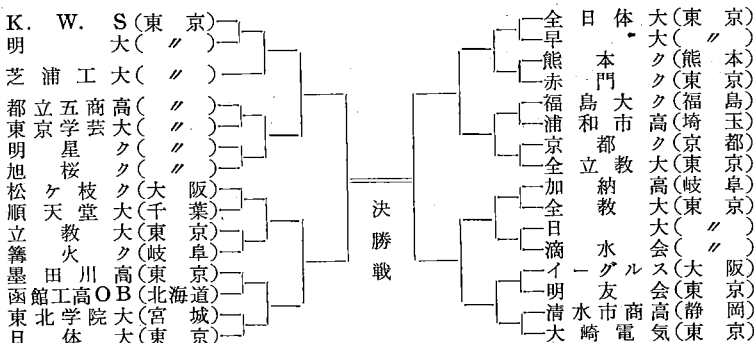 K. W. S(東京)
明大(〃)
芝浦工大(〃)
都立五商高(〃)
東京学芸大(〃)
明星ク(〃)
旭桜ク(〃)
松ヶ枝ク(大阪)
順天堂大(千葉)
立教大(東京)
篝火ク(岐阜)
墨田川高(東京)
函館工高OB(北海道)
東北学院大(宮城)
日体大(東京)
決勝戦
全日体大(東京)
早大(〃)
熊本ク(熊本)
赤門ク(東京)
福島大ク(福島)
浦和市高(埼玉)
京都ク(京都)
全立教大(東京)
加納高(岐阜)
全教大(東京)
日大(〃)
滴水会(〃)
イーグルス(大阪)
明友会(東京)
清水市商高(静岡)
大崎電気(東京)